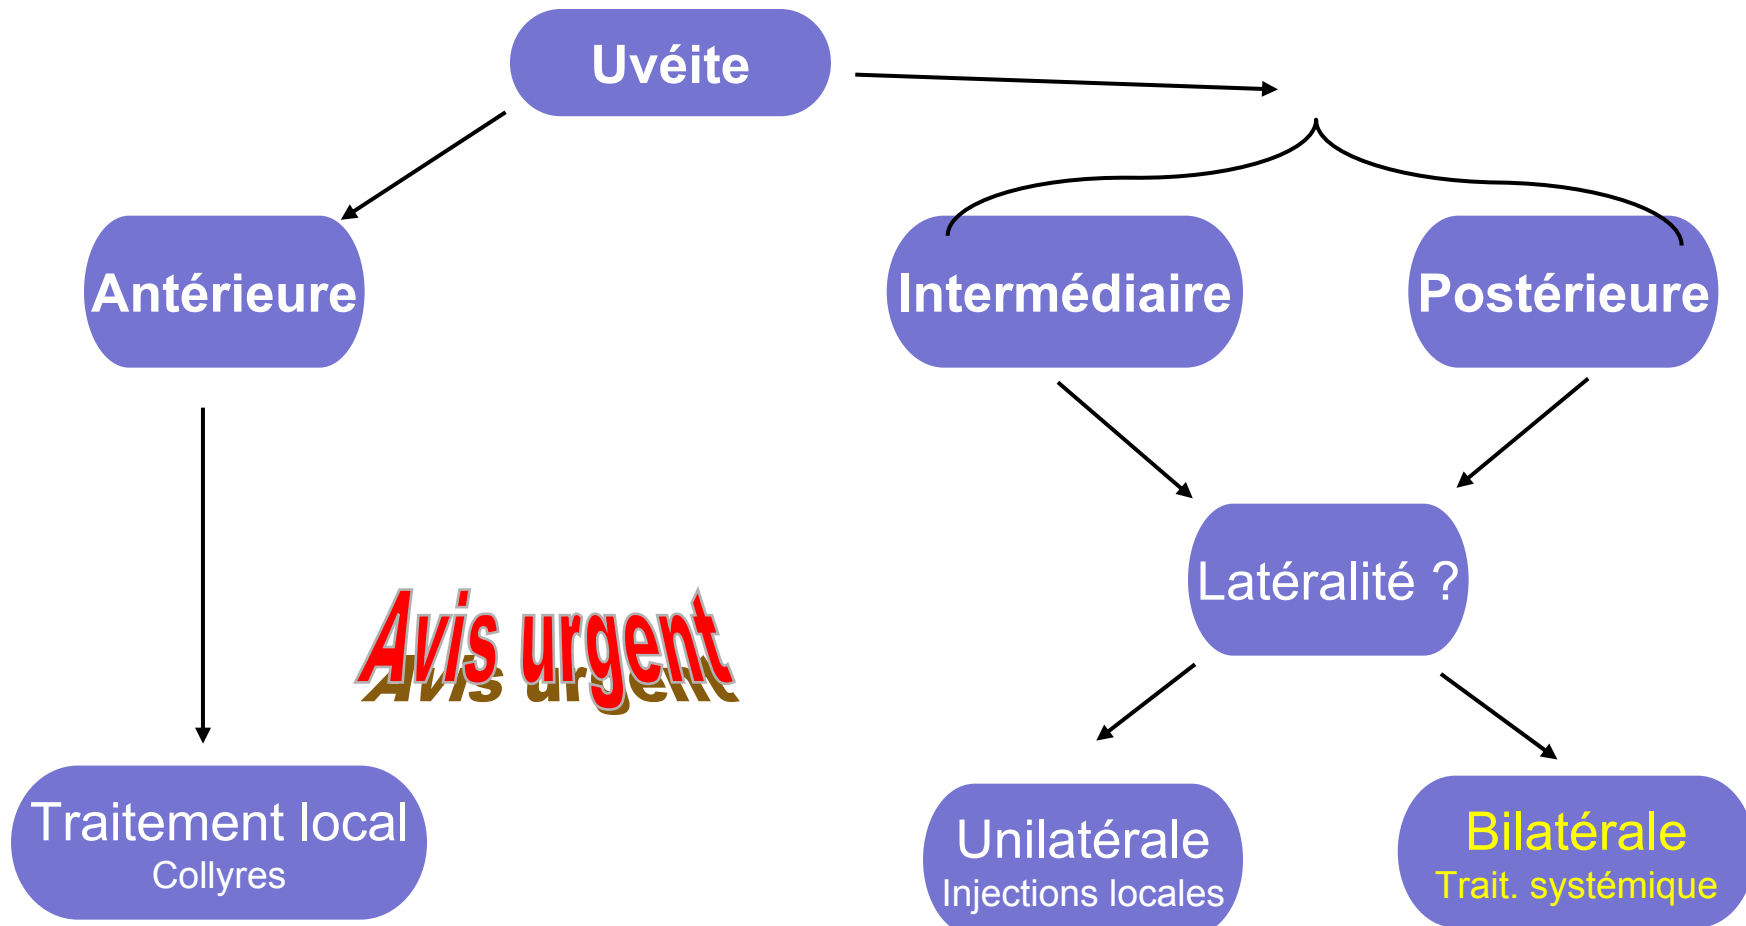 Uvéite
Antérieure
Intermédiaire
Postérieure
Latéralité ?
Avis urgent
Traitement local
Collyres
Unilatérale
Injections locales
Bilatérale
Trait. systémique